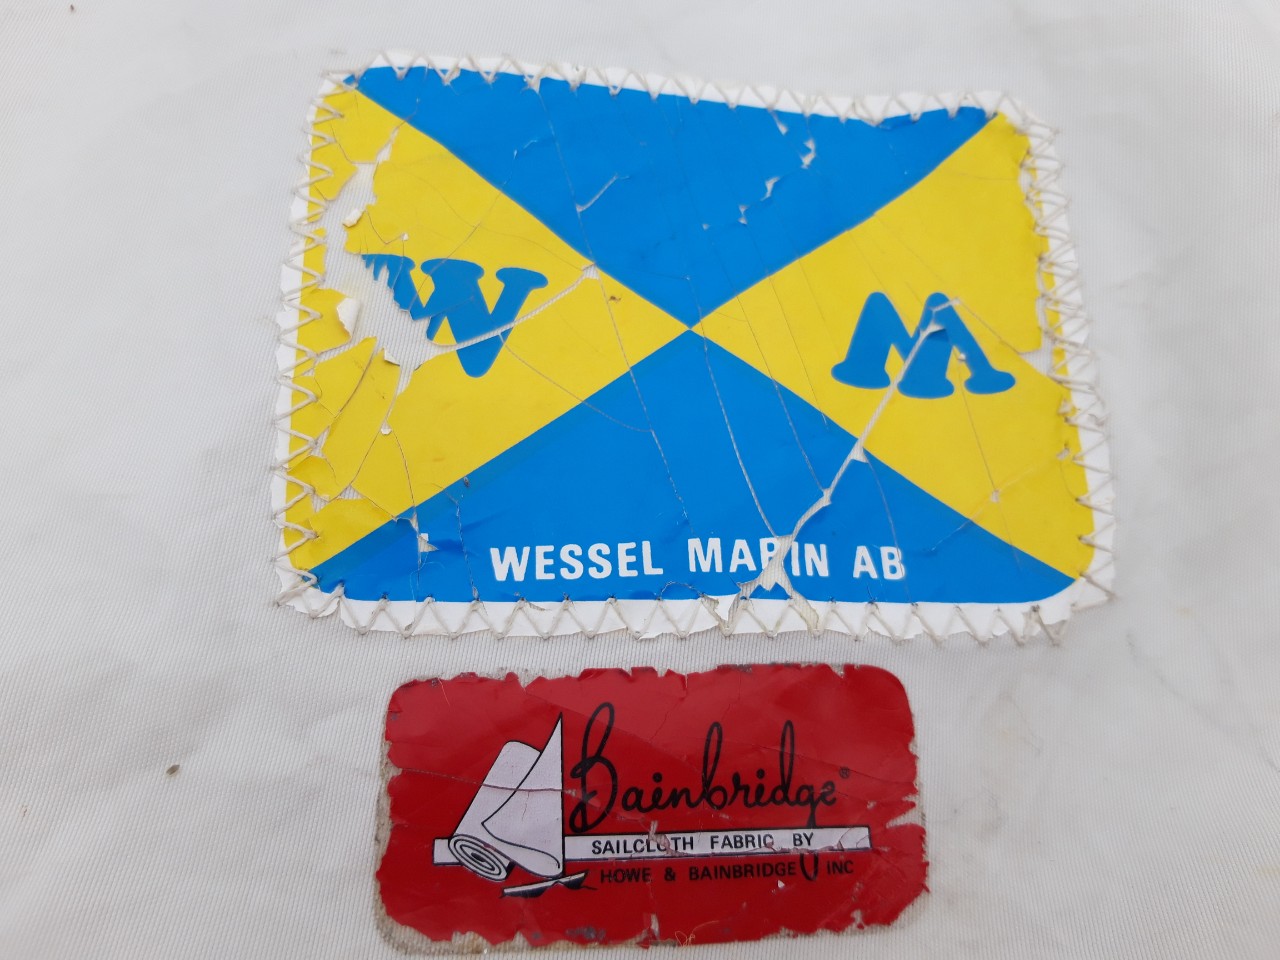 W M
WESSEL MARIN AB
Bainbridge®
SAILCLOTH FABRIC BY
HOWE & BAINBRIDGE INC